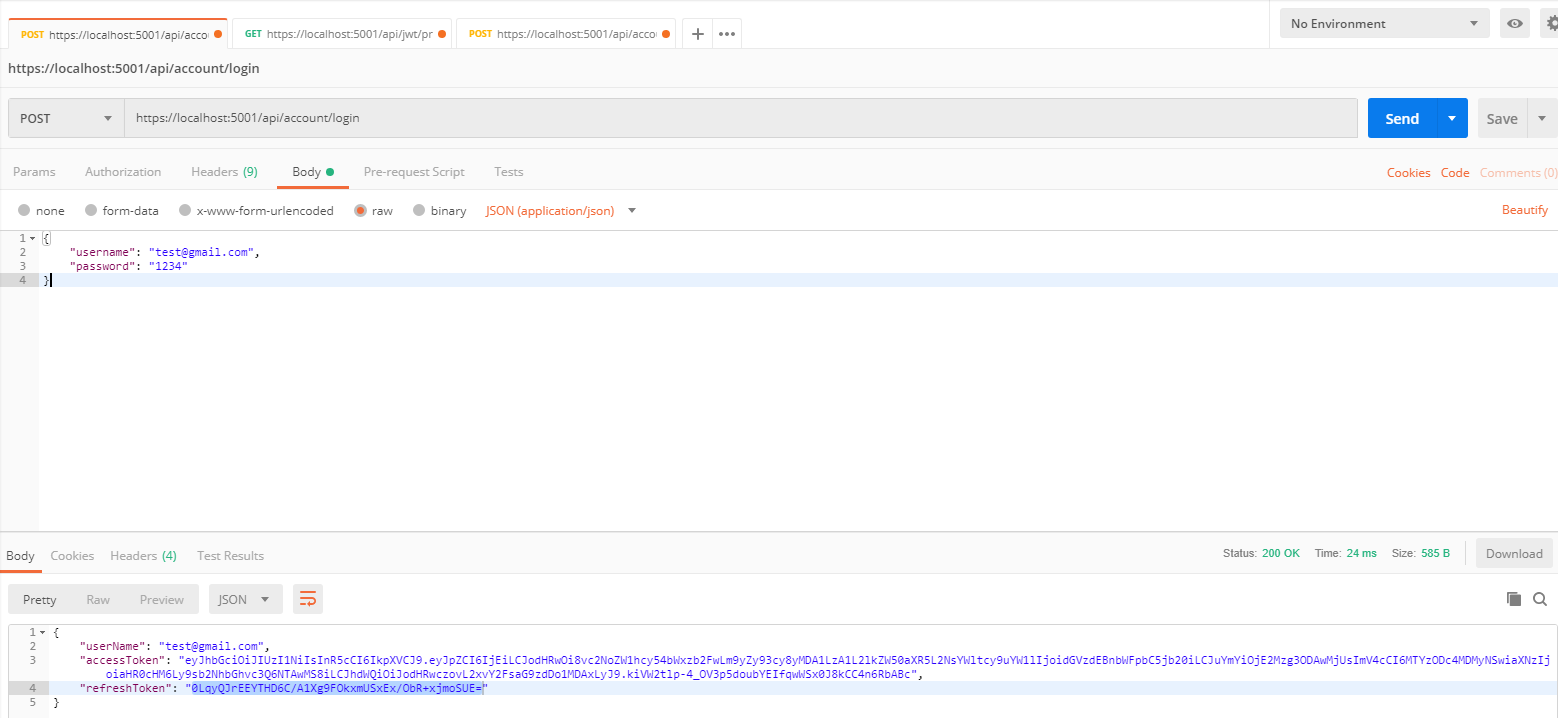 POST https://localhost:5001/api/acco GET https://localhost:5001/api/jwt/pr POST https://localhost:5001/api/acco No Environment
https://localhost:5001/api/account/login
POST https://localhost:5001/api/account/login Send Save
Params Authorization Headers (9) Body Pre-request Script Tests Cookies Code Comments (0)
none form-data x-www-form-urlencoded raw binary JSON (application/json) Beautify
1 {
2 "username": "test@gmail.com",
3 "password": "1234"
4 }
Body Cookies Headers (4) Test Results Status: 200 OK Time: 24 ms Size: 585 B Download
Pretty Raw Preview JSON
1 {
2 "userName": "test@gmail.com",
3 "accessToken": "eyJhbGciOiJIUzI1NiIsInR5cCI6IkpXVCJ9.eyJpZCI6IjEiLCJodHRwOi8vc2NoZW1hcy54bWxzb2FwLm9yZy93cy8yMDA1LzA1L2lkZW50aXR5L2NsYWltcy9uYW1lIjoidGVzdEBnbWFpbC5jb20iLCJuYmYiOjE2Mzg3ODAwMjUsImV4cCI6MTYzODc4MDMyNSwiaXNzIj
oiaHR0cHM6Ly9sb2NhbGhvc3Q6NTAwMS8iLCJhdWQiOiJodHRwczovL2xvY2FsaG9zdDo1MDAxLyJ9.kiVW2tlp-4_OV3p5doubYEIfqwWSx0J8kCC4n6RbABc",
4 "refreshToken": "0LqyQJrEEYTHD6C/A1Xg9FOkxmUSxEx/ObR+xjmoSUE="
5 }